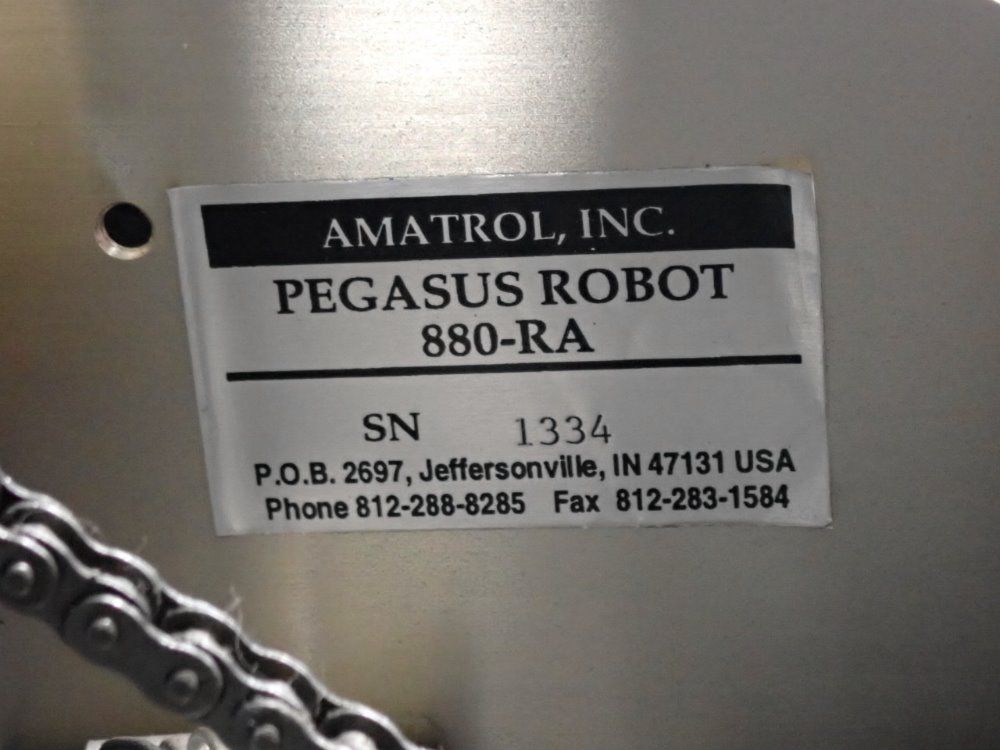 AMATROL, INC.
PEGASUS ROBOT
880-RA
SN 1334
P.O.B. 2697, Jeffersonville, IN 47131 USA
Phone 812-288-8285 Fax 812-283-1584